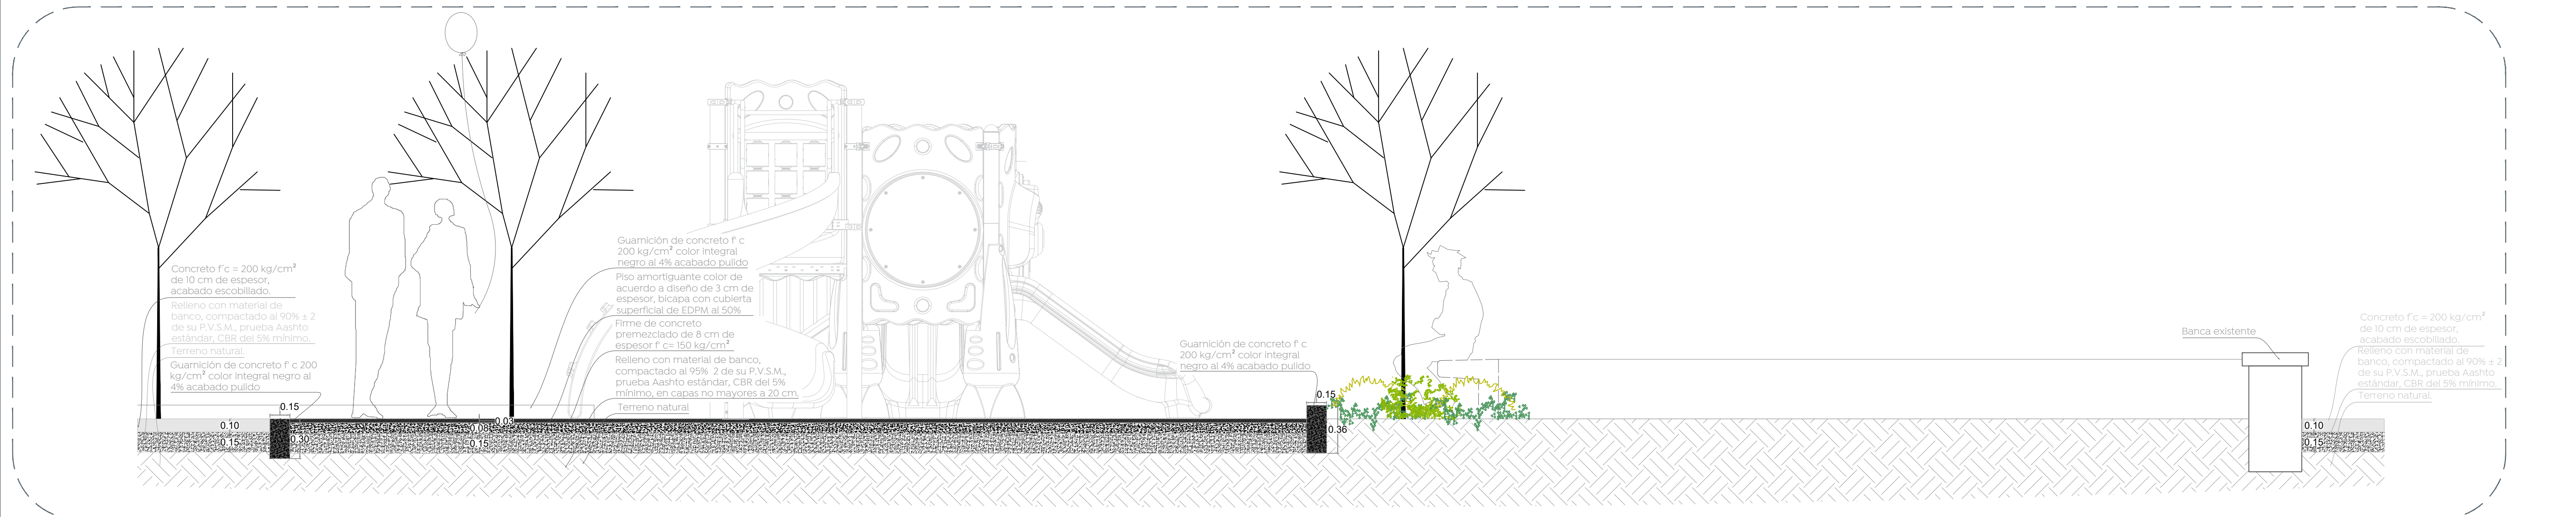 Concreto f´c = 200 kg/cm²
de 10 cm de espesor,
acabado escobillado.
Relleno con material de
banco, compactado al 90% ± 2
de su P.V.S.M., prueba Aashto
estándar, CBR del 5% mínimo.
Terreno natural.
Guarnición de concreto f' c 200
kg/cm² color integral negro al
4% acabado pulido
0.15
0.10
0.15
0.30
Guarnición de concreto f' c
200 kg/cm² color integral
negro al 4% acabado pulido
Piso amortiguante color de
acuerdo a diseño de 3 cm de
espesor, bicapa con cubierta
superficial de EDPM al 50%
Firme de concreto
premezclado de 8 cm de
espesor f' c= 150 kg/cm²
Relleno con material de banco,
compactado al 95% 2 de su P.V.S.M.,
prueba Aashto estándar, CBR del 5%
mínimo, en capas no mayores a 20 cm.
Terreno natural
0.03
0.08
0.15
Guarnición de concreto f' c
200 kg/cm² color integral
negro al 4% acabado pulido
0.15
0.36
Banca existente
Concreto f´c = 200 kg/cm²
de 10 cm de espesor,
acabado escobillado.
Relleno con material de
banco, compactado al 90% ± 2
de su P.V.S.M., prueba Aashto
estándar, CBR del 5% mínimo.
Terreno natural.
0.10
0.15